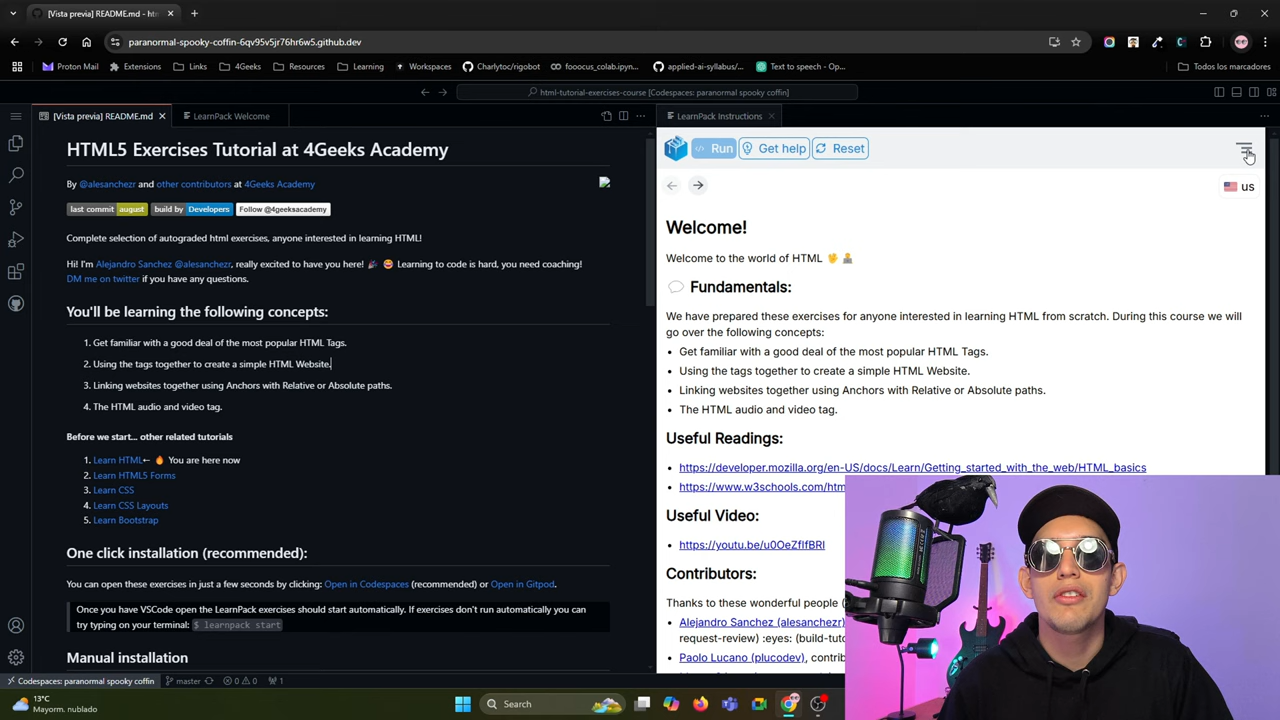 [Vista previa] README.md - ht
paranormal-spooky-coffin-6qv95v5jr76hr6w5.github.dev
Proton Mail
Extensions
Links
4Geeks
Resources
Learning
Workspaces
Charlytoc/rigobot
fooocus_colab.ipyn...
applied-ai-syllabus/...
Text to speech - Op...
Todos los marcadores
html-tutorial-exercises-course [Codespaces: paranormal spooky coffin]
[Vista previa] README.md
LearnPack Welcome
HTML5 Exercises Tutorial at 4Geeks Academy
By @alesanchezr and other contributors at 4Geeks Academy
last commit august build by Developers Follow @4geeksacademy
Complete selection of autograded html exercises, anyone interested in learning HTML!
Hi! I'm Alejandro Sanchez @alesanchezr, really excited to have you here! 🎉 😂 Learning to code is hard, you need coaching!
DM me on twitter if you have any questions.
You'll be learning the following concepts:
1. Get familiar with a good deal of the most popular HTML Tags.
2. Using the tags together to create a simple HTML Website.
3. Linking websites together using Anchors with Relative or Absolute paths.
4. The HTML audio and video tag.
Before we start... other related tutorials
1. Learn HTML← 🔥 You are here now
2. Learn HTML5 Forms
3. Learn CSS
4. Learn CSS Layouts
5. Learn Bootstrap
One click installation (recommended):
You can open these exercises in just a few seconds by clicking: Open in Codespaces (recommended) or Open in Gitpod.
Once you have VSCode open the LearnPack exercises should start automatically. If exercises don't run automatically you can
try typing on your terminal: $ learnpack start
Manual installation
LearnPack Instructions
Run
Get help
Reset
us
Welcome!
Welcome to the world of HTML
Fundamentals:
We have prepared these exercises for anyone interested in learning HTML from scratch. During this course we will
go over the following concepts:
• Get familiar with a good deal of the most popular HTML Tags.
• Using the tags together to create a simple HTML Website.
• Linking websites together using Anchors with Relative or Absolute paths.
• The HTML audio and video tag.
Useful Readings:
• https://developer.mozilla.org/en-US/docs/Learn/Getting_started_with_the_web/HTML_basics
• https://www.w3schools.com/htm
Useful Video:
• https://youtu.be/u0OeZfIfBRI
Contributors:
Thanks to these wonderful people (
• Alejandro Sanchez (alesanchezr)
request-review) :eyes: (build-tuto
• Paolo Lucano (plucodev), contrib
Codespaces: paranormal spooky coffin
master
0 0
1
13°C
Mayorm. nublado
Search